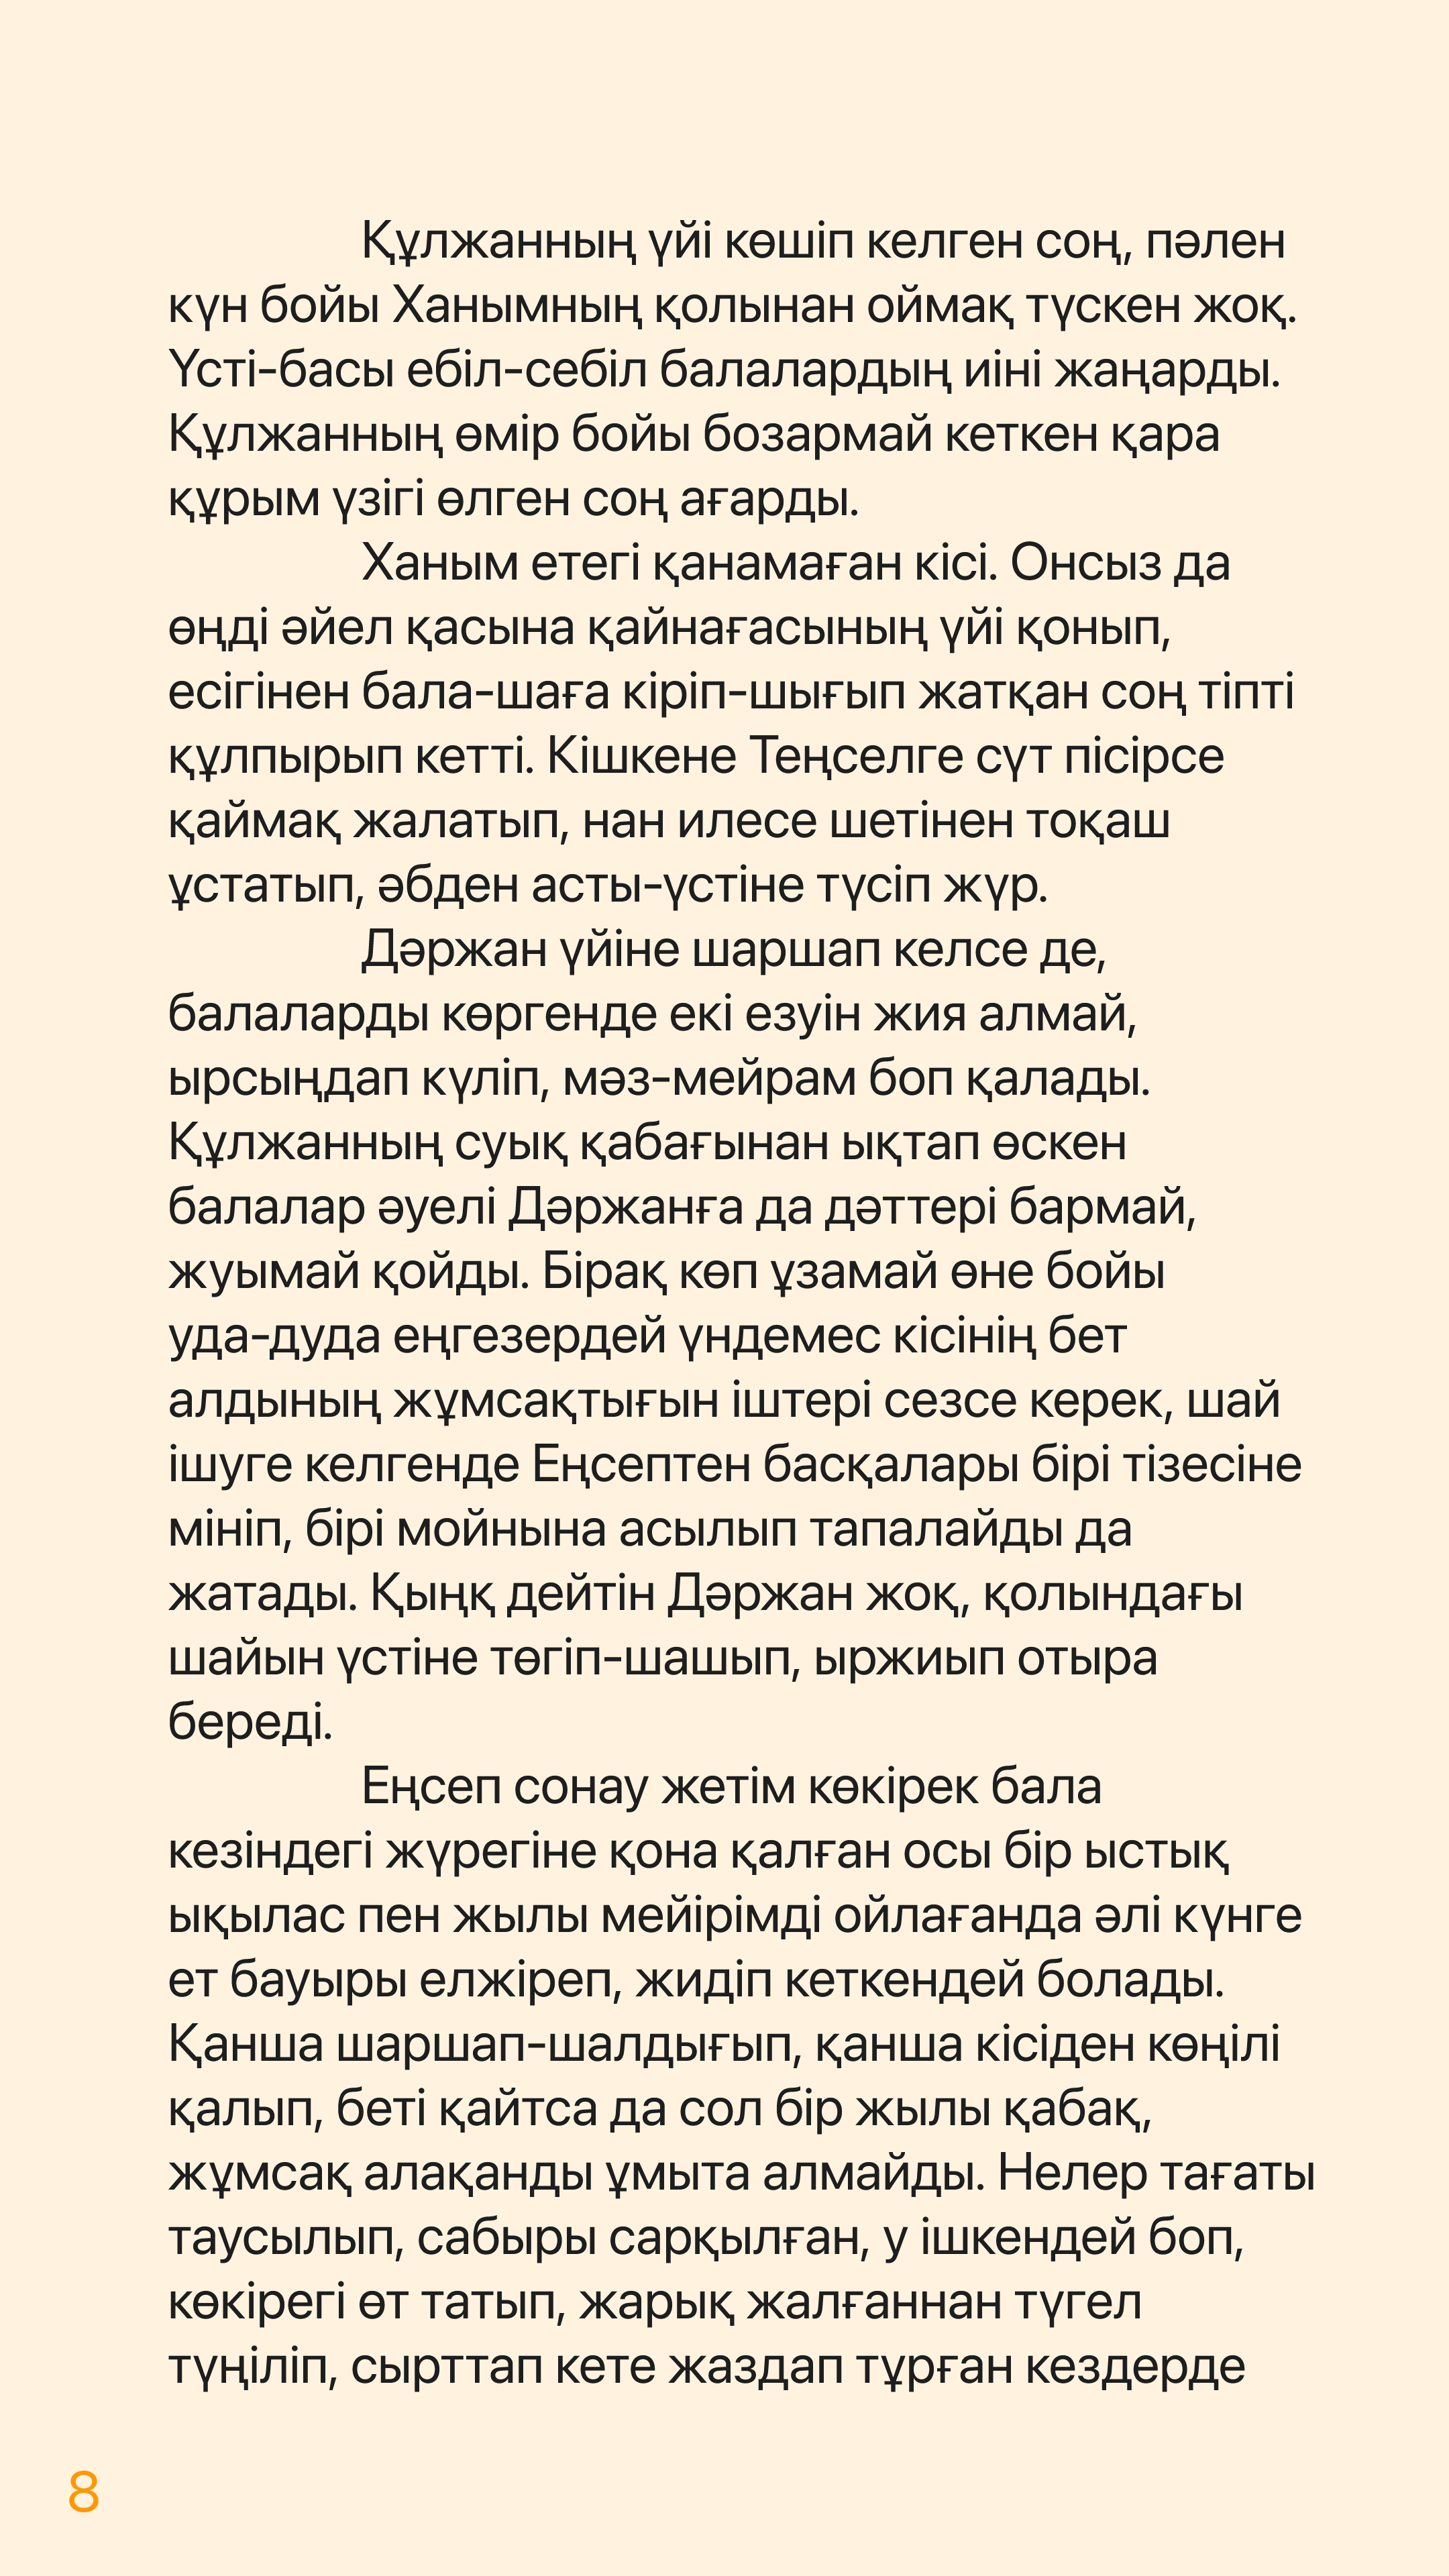 Құлжанның үйі көшіп келген соң, пәлен
күн бойы Ханымның қолынан оймақ түскен жоқ.
Үсті-басы ебіл-себіл балалардың иіні жаңарды.
Құлжанның өмір бойы бозармай кеткен қара
құрым үзігі өлген соң ағарды.
Ханым етегі қанамаған кісі. Онсыз да
өңді әйел қасына қайнағасының үйі қонып,
есігінен бала-шаға кіріп-шығып жатқан соң тіпті
құлпырып кетті. Кішкене Теңселге сүт пісірсе
қаймақ жалатып, нан илесе шетінен тоқаш
ұстатып, әбден асты-үстіне түсіп жүр.
Дәржан үйіне шаршап келсе де,
балаларды көргенде екі езуін жия алмай,
ырсыңдап күліп, мәз-мейрам боп қалады.
Құлжанның суық қабағынан ықтап өскен
балалар әуелі Дәржанға да дәттері бармай,
жуымай қойды. Бірақ көп ұзамай өне бойы
уда-дуда еңгезердей үндемес кісінің бет
алдының жұмсақтығын іштері сезсе керек, шай
ішуге келгенде Еңсептен басқалары бірі тізесіне
мініп, бірі мойнына асылып тапалайды да
жатады. Қыңқ дейтін Дәржан жоқ, қолындағы
шайын үстіне төгіп-шашып, ыржиып отыра
береді.
Еңсеп сонау жетім көкірек бала
кезіндегі жүрегіне қона қалған осы бір ыстық
ықылас пен жылы мейірімді ойлағанда әлі күнге
ет бауыры елжіреп, жидіп кеткендей болады.
Қанша шаршап-шалдығып, қанша кісіден көңілі
қалып, беті қайтса да сол бір жылы қабақ,
жұмсақ алақанды ұмыта алмайды. Нелер тағаты
таусылып, сабыры сарқылған, у ішкендей боп,
көкірегі өт татып, жарық жалғаннан түгел
түңіліп, сырттап кете жаздап тұрған кездерде
8